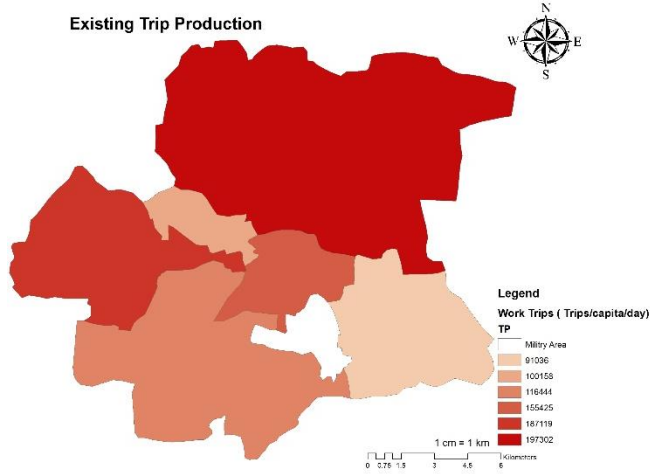 Existing Trip Production
N
W
E
S
Legend
Work Trips ( Trips/capita/day)
TP
Militry Area
91036
100158
116444
155425
187119
197302
1 cm = 1 km
Kilometers
0 0.75 1.5 3 4.5 6